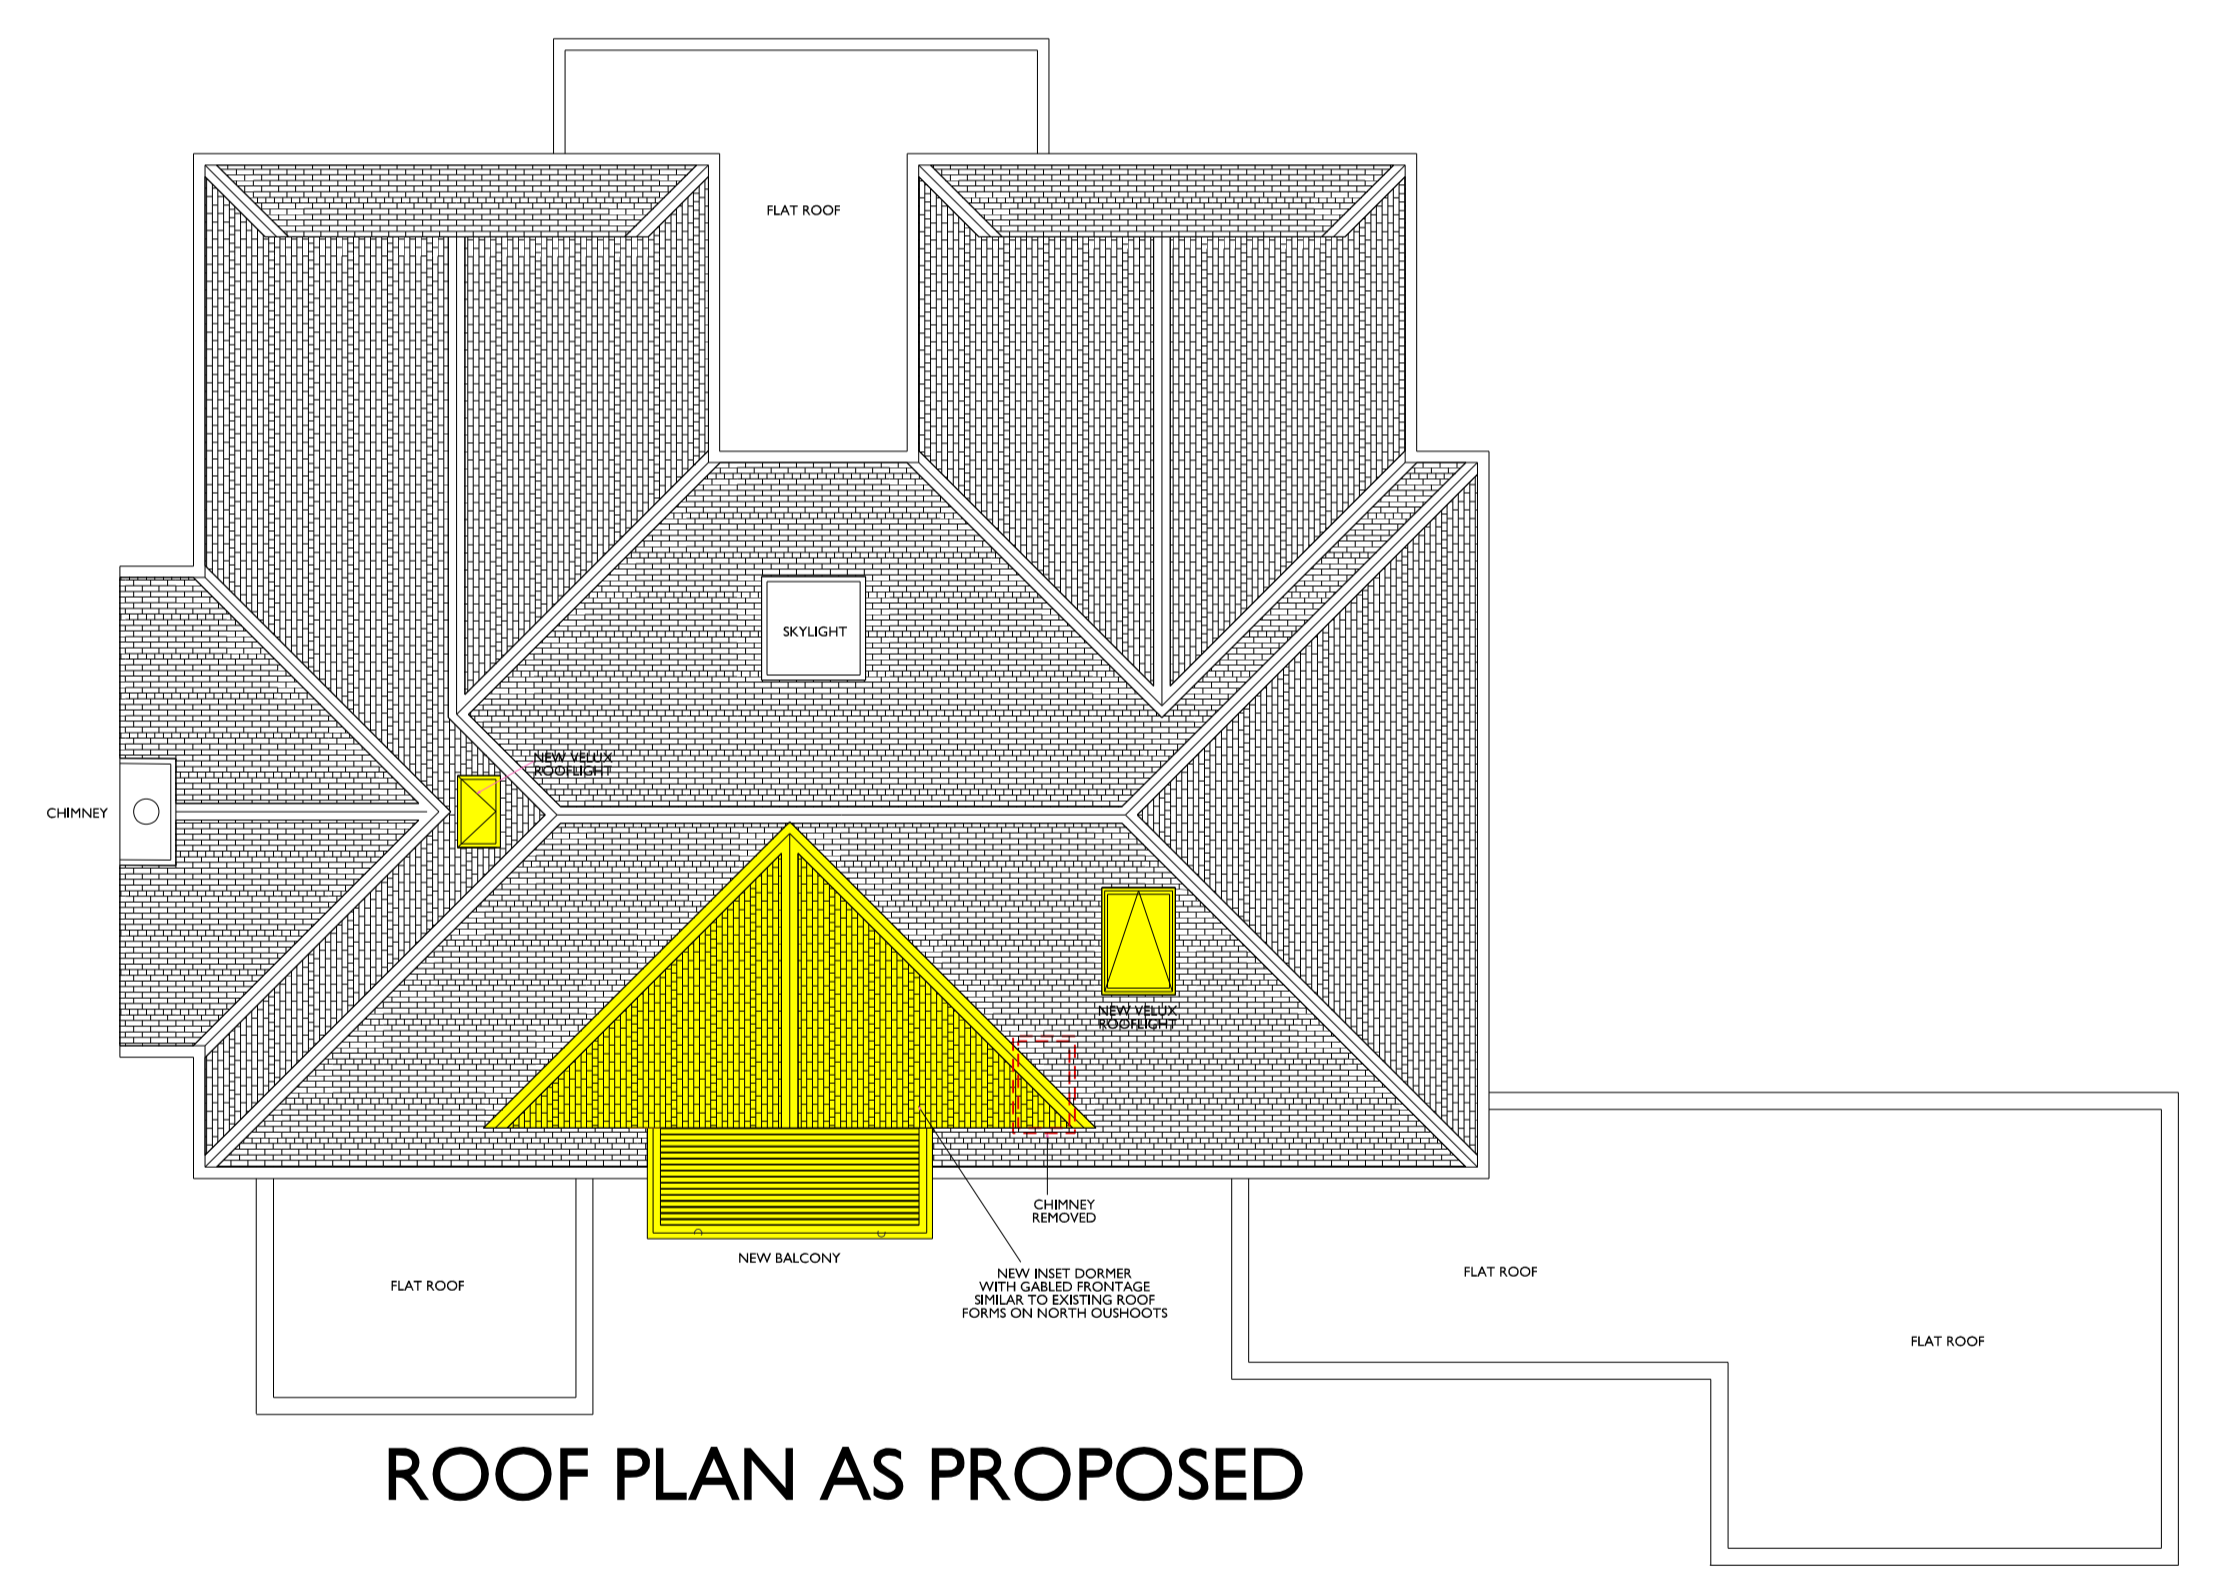 FLAT ROOF
SKYLIGHT
NEW VELUX
ROOFLIGHT
CHIMNEY
NEW VELUX
ROOFLIGHT
CHIMNEY
REMOVED
NEW BALCONY
NEW INSET DORMER
WITH GABLED FRONTAGE
SIMILAR TO EXISTING ROOF
FORMS ON NORTH OUSHOOTS
FLAT ROOF
FLAT ROOF
FLAT ROOF
ROOF PLAN AS PROPOSED